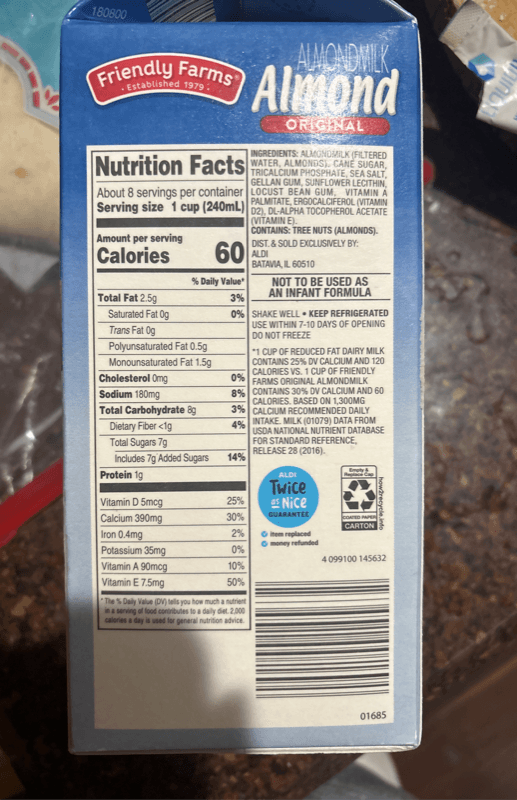 180800
Friendly Farms®
• Established 1979 •
ALMONDMILK
Almond
ORIGINAL
Nutrition Facts
About 8 servings per container
Serving size 1 cup (240mL)
Amount per serving
Calories 60
% Daily Value*
Total Fat 2.5g 3%
Saturated Fat 0g 0%
Trans Fat 0g
Polyunsaturated Fat 0.5g
Monounsaturated Fat 1.5g
Cholesterol 0mg 0%
Sodium 180mg 8%
Total Carbohydrate 8g 3%
Dietary Fiber <1g 4%
Total Sugars 7g
Includes 7g Added Sugars 14%
Protein 1g
Vitamin D 5mcg 25%
Calcium 390mg 30%
Iron 0.4mg 2%
Potassium 35mg 0%
Vitamin A 90mcg 10%
Vitamin E 7.5mg 50%
* The % Daily Value (DV) tells you how much a nutrient
in a serving of food contributes to a daily diet. 2,000
calories a day is used for general nutrition advice.
INGREDIENTS: ALMONDMILK (FILTERED
WATER, ALMONDS), CANE SUGAR,
TRICALCIUM PHOSPHATE, SEA SALT,
GELLAN GUM, SUNFLOWER LECITHIN,
LOCUST BEAN GUM, VITAMIN A
PALMITATE, ERGOCALCIFEROL (VITAMIN
D2), DL-ALPHA TOCOPHEROL ACETATE
(VITAMIN E).
CONTAINS: TREE NUTS (ALMONDS).
DIST. & SOLD EXCLUSIVELY BY:
ALDI
BATAVIA, IL 60510
NOT TO BE USED AS
AN INFANT FORMULA
SHAKE WELL • KEEP REFRIGERATED
USE WITHIN 7-10 DAYS OF OPENING
DO NOT FREEZE
*1 CUP OF REDUCED FAT DAIRY MILK
CONTAINS 25% DV CALCIUM AND 120
CALORIES VS. 1 CUP OF FRIENDLY
FARMS ORIGINAL ALMONDMILK
CONTAINS 30% DV CALCIUM AND 60
CALORIES. BASED ON 1,300MG
CALCIUM RECOMMENDED DAILY
INTAKE. MILK (01079) DATA FROM
USDA NATIONAL NUTRIENT DATABASE
FOR STANDARD REFERENCE,
RELEASE 28 (2016).
ALDI
TWiCe
as Nice
GUARANTEE
item replaced
money refunded
Empty &
Replace Cap
COATED PAPER
CARTON
how2recycle.info
4 099100 145632
01685